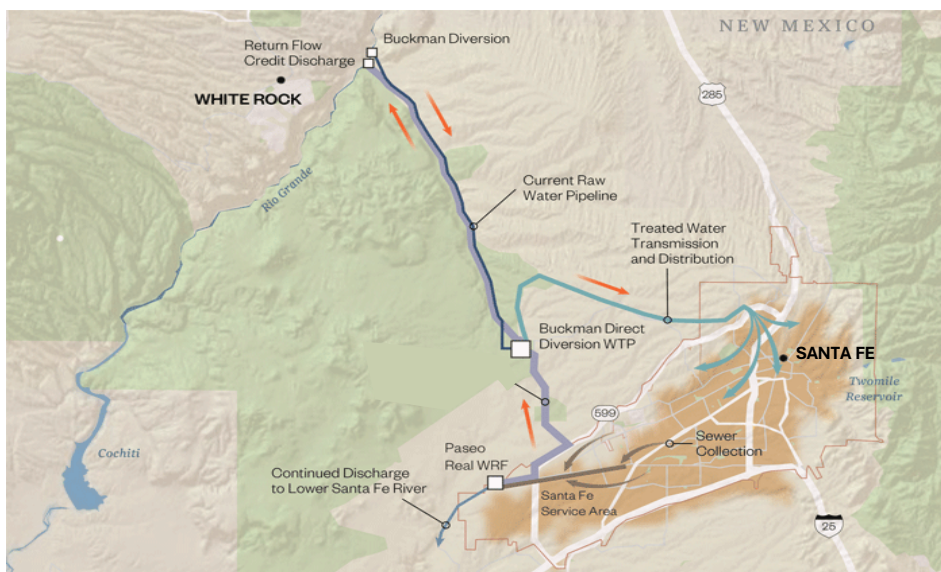 NEW MEXICO
Buckman Diversion
Return Flow
Credit Discharge
WHITE ROCK
285
Rio Grande
Current Raw
Water Pipeline
Treated Water
Transmission
and Distribution
Buckman Direct
Diversion WTP
SANTA FE
Twomile
Reservoir
599
Cochiti
Paseo
Real WRF
Sewer
Collection
Continued Discharge
to Lower Santa Fe River
Santa Fe
Service Area
25